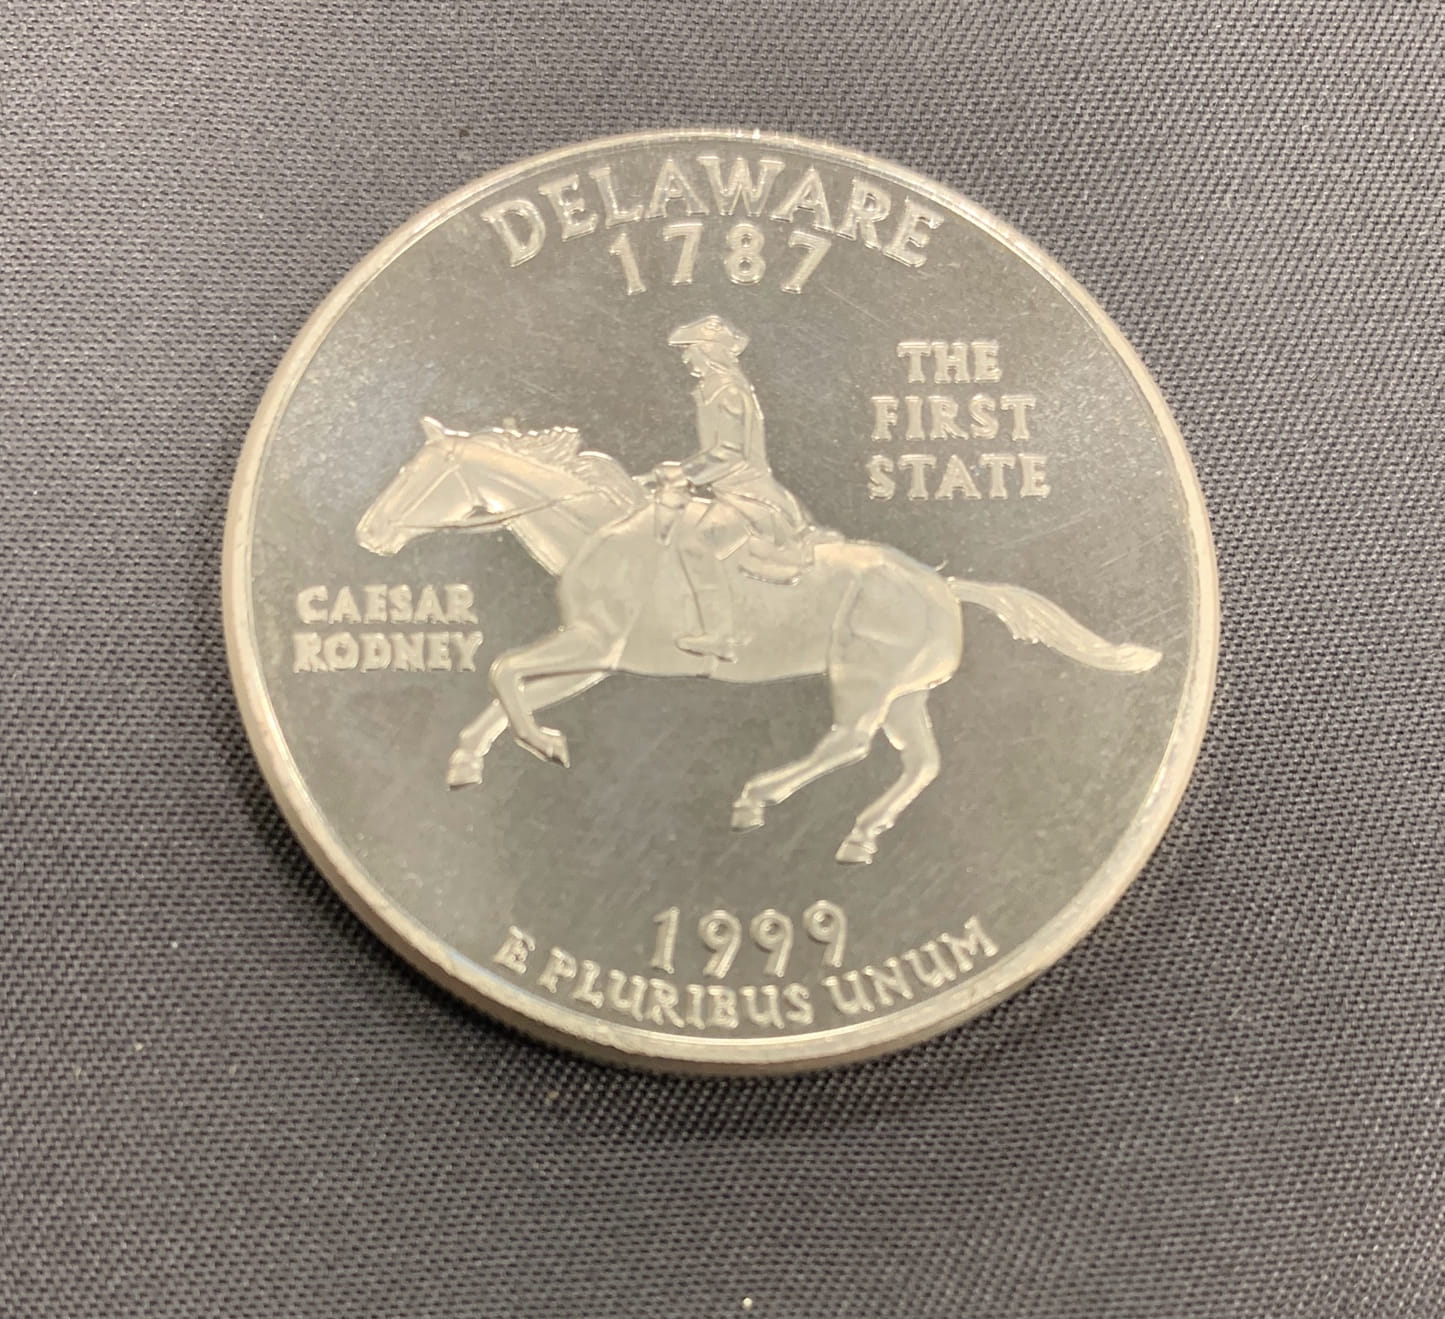 DELAWARE
1787
THE
FIRST
STATE
CAESAR
RODNEY
1999
E PLURIBUS UNUM